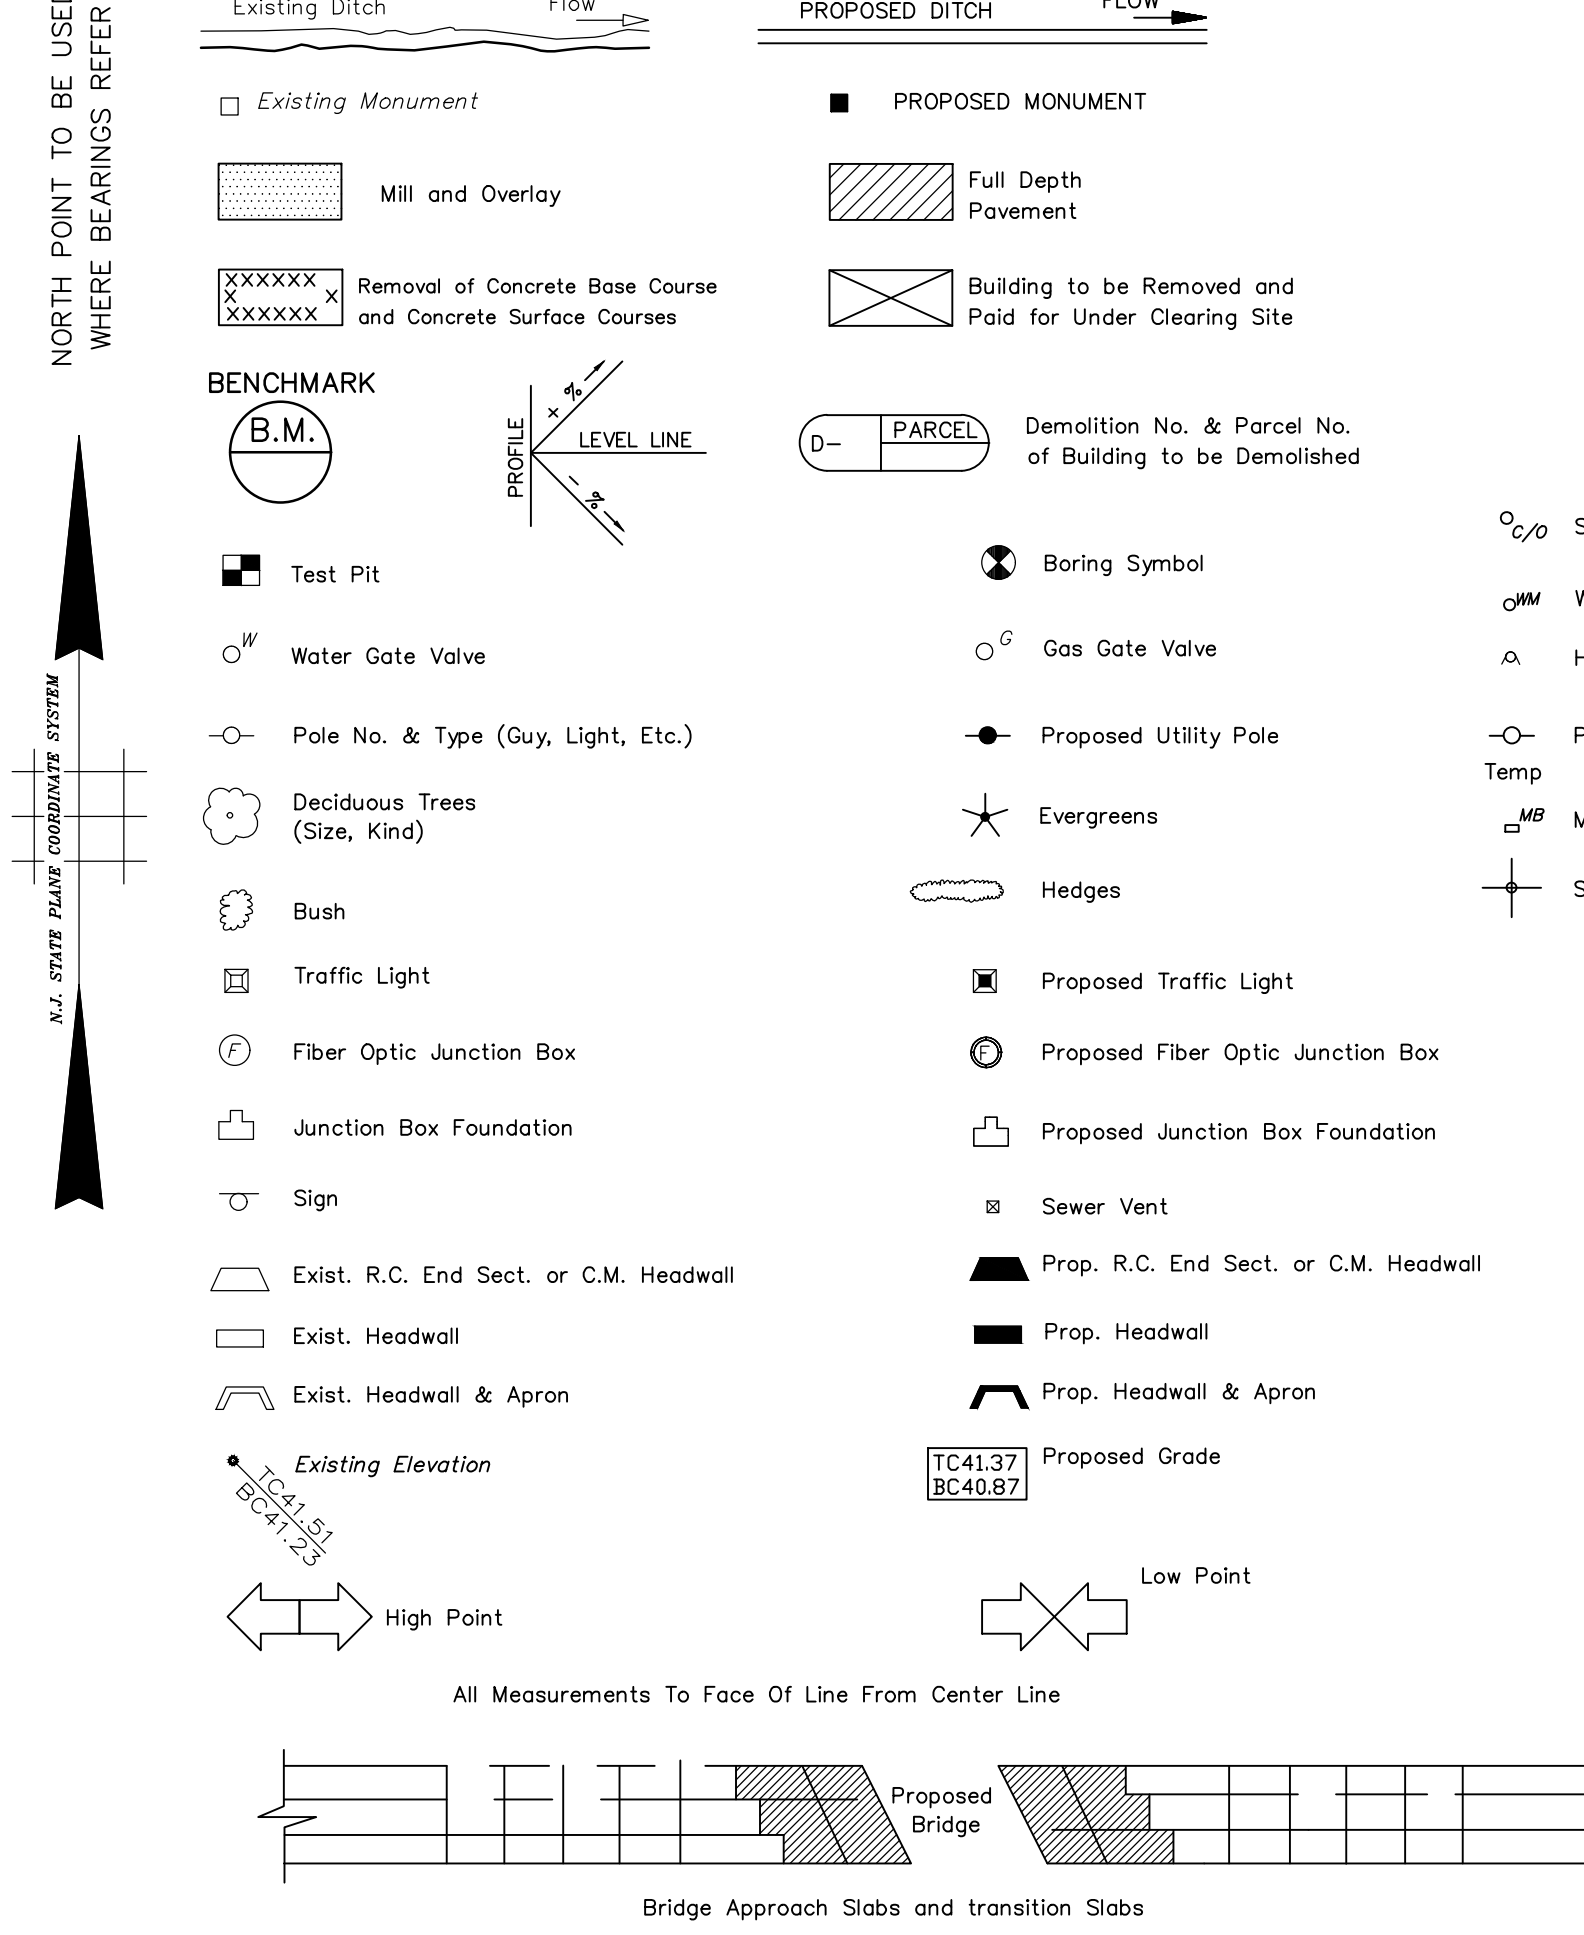 Existing Ditch
Flow
PROPOSED DITCH
FLOW
NORTH POINT TO BE USED
WHERE BEARINGS REFER
Existing Monument
PROPOSED MONUMENT
Mill and Overlay
Full Depth
Pavement
XXXXXX
X X
XXXXXX
Removal of Concrete Base Course
and Concrete Surface Courses
Building to be Removed and
Paid for Under Clearing Site
BENCHMARK
B.M.
PROFILE
+ %
LEVEL LINE
- %
D-
PARCEL
Demolition No. & Parcel No.
of Building to be Demolished
C/O
S
Test Pit
Boring Symbol
WM
W
W
Water Gate Valve
G
Gas Gate Valve
H
N.J. STATE PLANE COORDINATE SYSTEM
Pole No. & Type (Guy, Light, Etc.)
Proposed Utility Pole
P
Temp
Deciduous Trees
(Size, Kind)
Evergreens
MB
M
Bush
Hedges
S
Traffic Light
Proposed Traffic Light
F
Fiber Optic Junction Box
F
Proposed Fiber Optic Junction Box
Junction Box Foundation
Proposed Junction Box Foundation
Sign
Sewer Vent
Exist. R.C. End Sect. or C.M. Headwall
Prop. R.C. End Sect. or C.M. Headwall
Exist. Headwall
Prop. Headwall
Exist. Headwall & Apron
Prop. Headwall & Apron
Existing Elevation
TC41.51
BC41.23
TC41.37
BC40.87
Proposed Grade
High Point
Low Point
All Measurements To Face Of Line From Center Line
Proposed
Bridge
Bridge Approach Slabs and transition Slabs